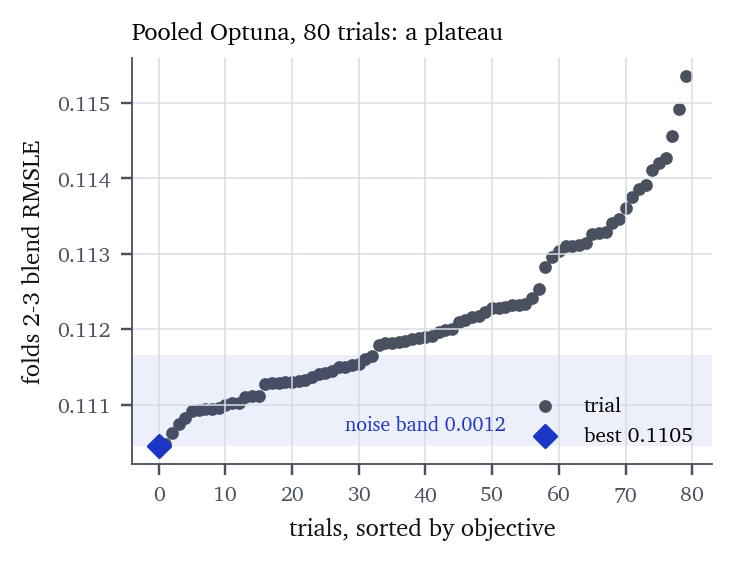 Pooled Optuna, 80 trials: a plateau
folds 2-3 blend RMSLE
0.115
0.114
0.113
0.112
0.111
noise band 0.0012
trial
best 0.1105
0 10 20 30 40 50 60 70 80
trials, sorted by objective